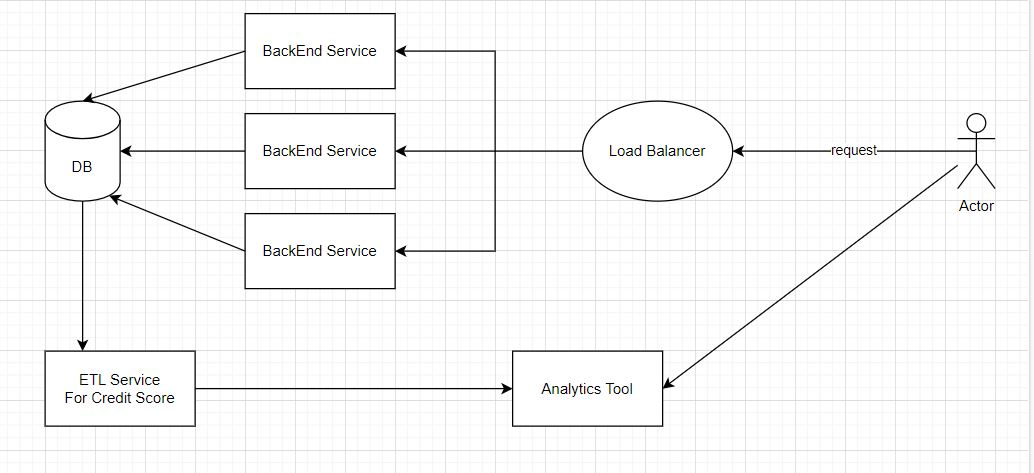 BackEnd Service
BackEnd Service
Load Balancer
request
DB
Actor
BackEnd Service
ETL Service
For Credit Score
Analytics Tool